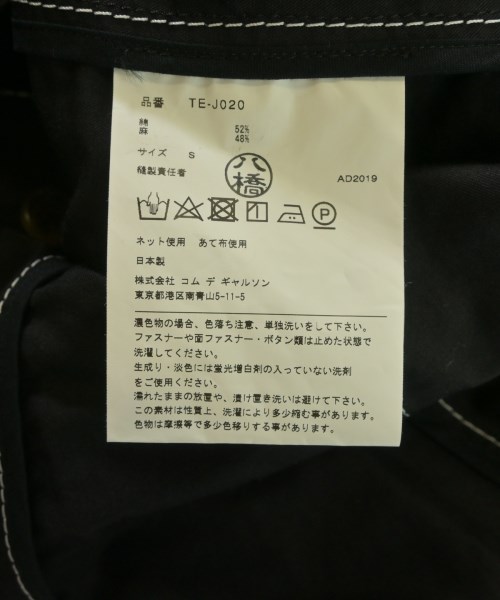 品番 TE-J020
綿 52%
麻 48%
サイズ S
縫製責任者 八橋
AD2019
P
ネット使用 あて布使用
日本製
株式会社 コム デ ギャルソン
東京都港区南青山5-11-5
濃色物の場合、色落ち注意、単独洗いをして下さい。
ファスナーや面ファスナー・ボタン類は止めた状態で
洗濯してください。
生成り・淡色には蛍光増白剤の入っていない洗剤
をご使用ください。
濡れたままの放置や、漬け置き洗いは避けて下さい。
この素材は性質上、洗濯により多少縮む事があります。
色物は摩擦等で多少色移りする事があります。